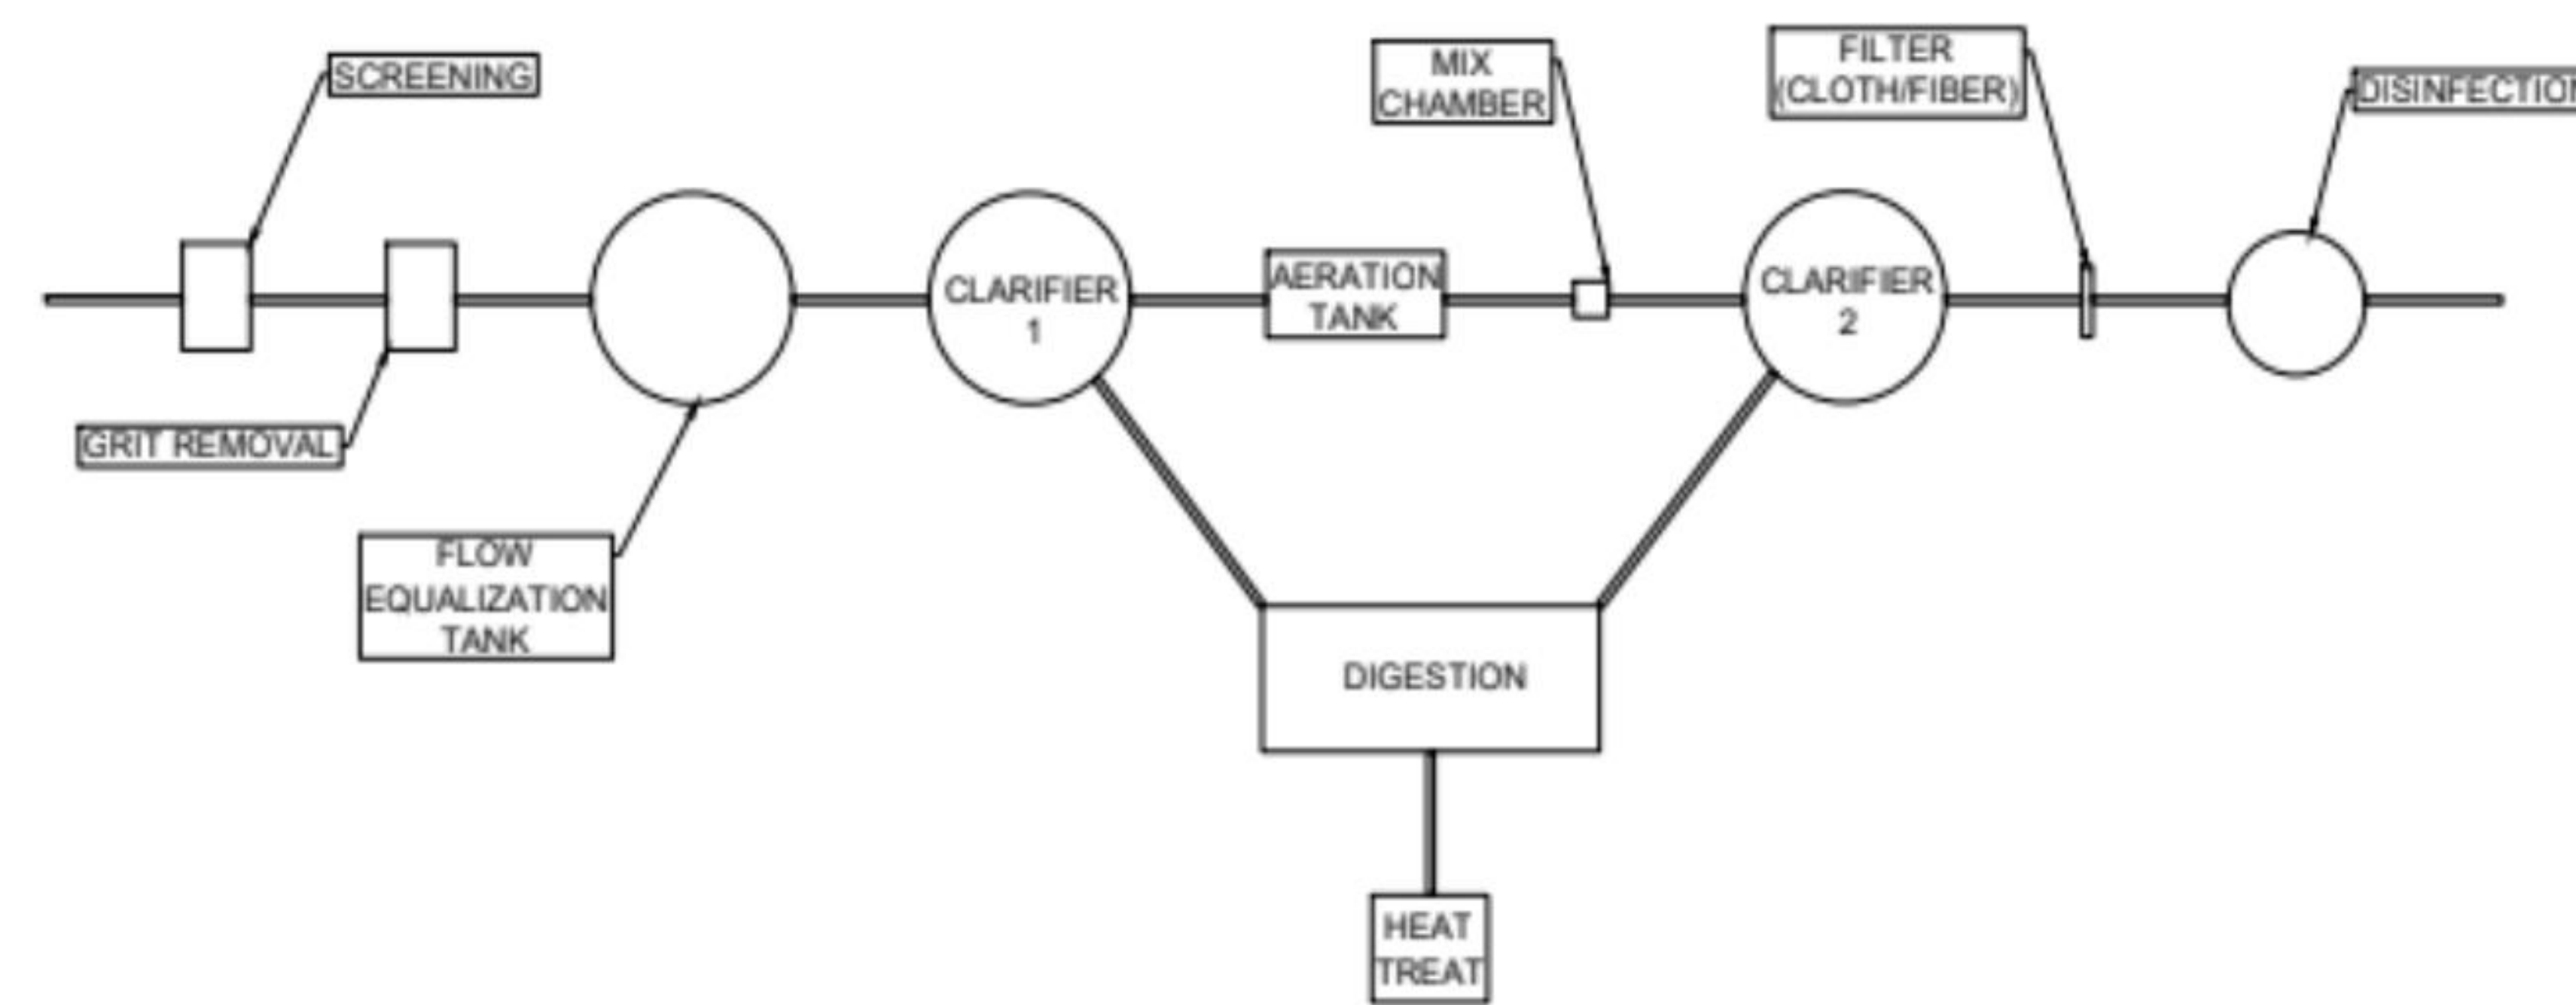 SCREENING
MIX
CHAMBER
FILTER
(CLOTH/FIBER)
DISINFECTION
CLARIFIER
1
AERATION
TANK
CLARIFIER
2
GRIT REMOVAL
FLOW
EQUALIZATION
TANK
DIGESTION
HEAT
TREAT